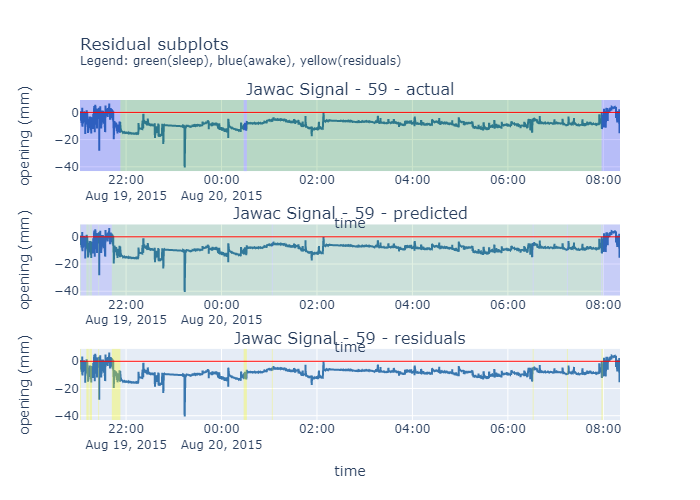 Residual subplots
Legend: green(sleep), blue(awake), yellow(residuals)
Jawac Signal - 59 - actual
opening (mm)
0
−20
−40
22:00 00:00 02:00 04:00 06:00 08:00
Aug 19, 2015 Aug 20, 2015
time
Jawac Signal - 59 - predicted
opening (mm)
0
−20
−40
22:00 00:00 02:00 04:00 06:00 08:00
Aug 19, 2015 Aug 20, 2015
time
Jawac Signal - 59 - residuals
opening (mm)
0
−20
−40
22:00 00:00 02:00 04:00 06:00 08:00
Aug 19, 2015 Aug 20, 2015
time